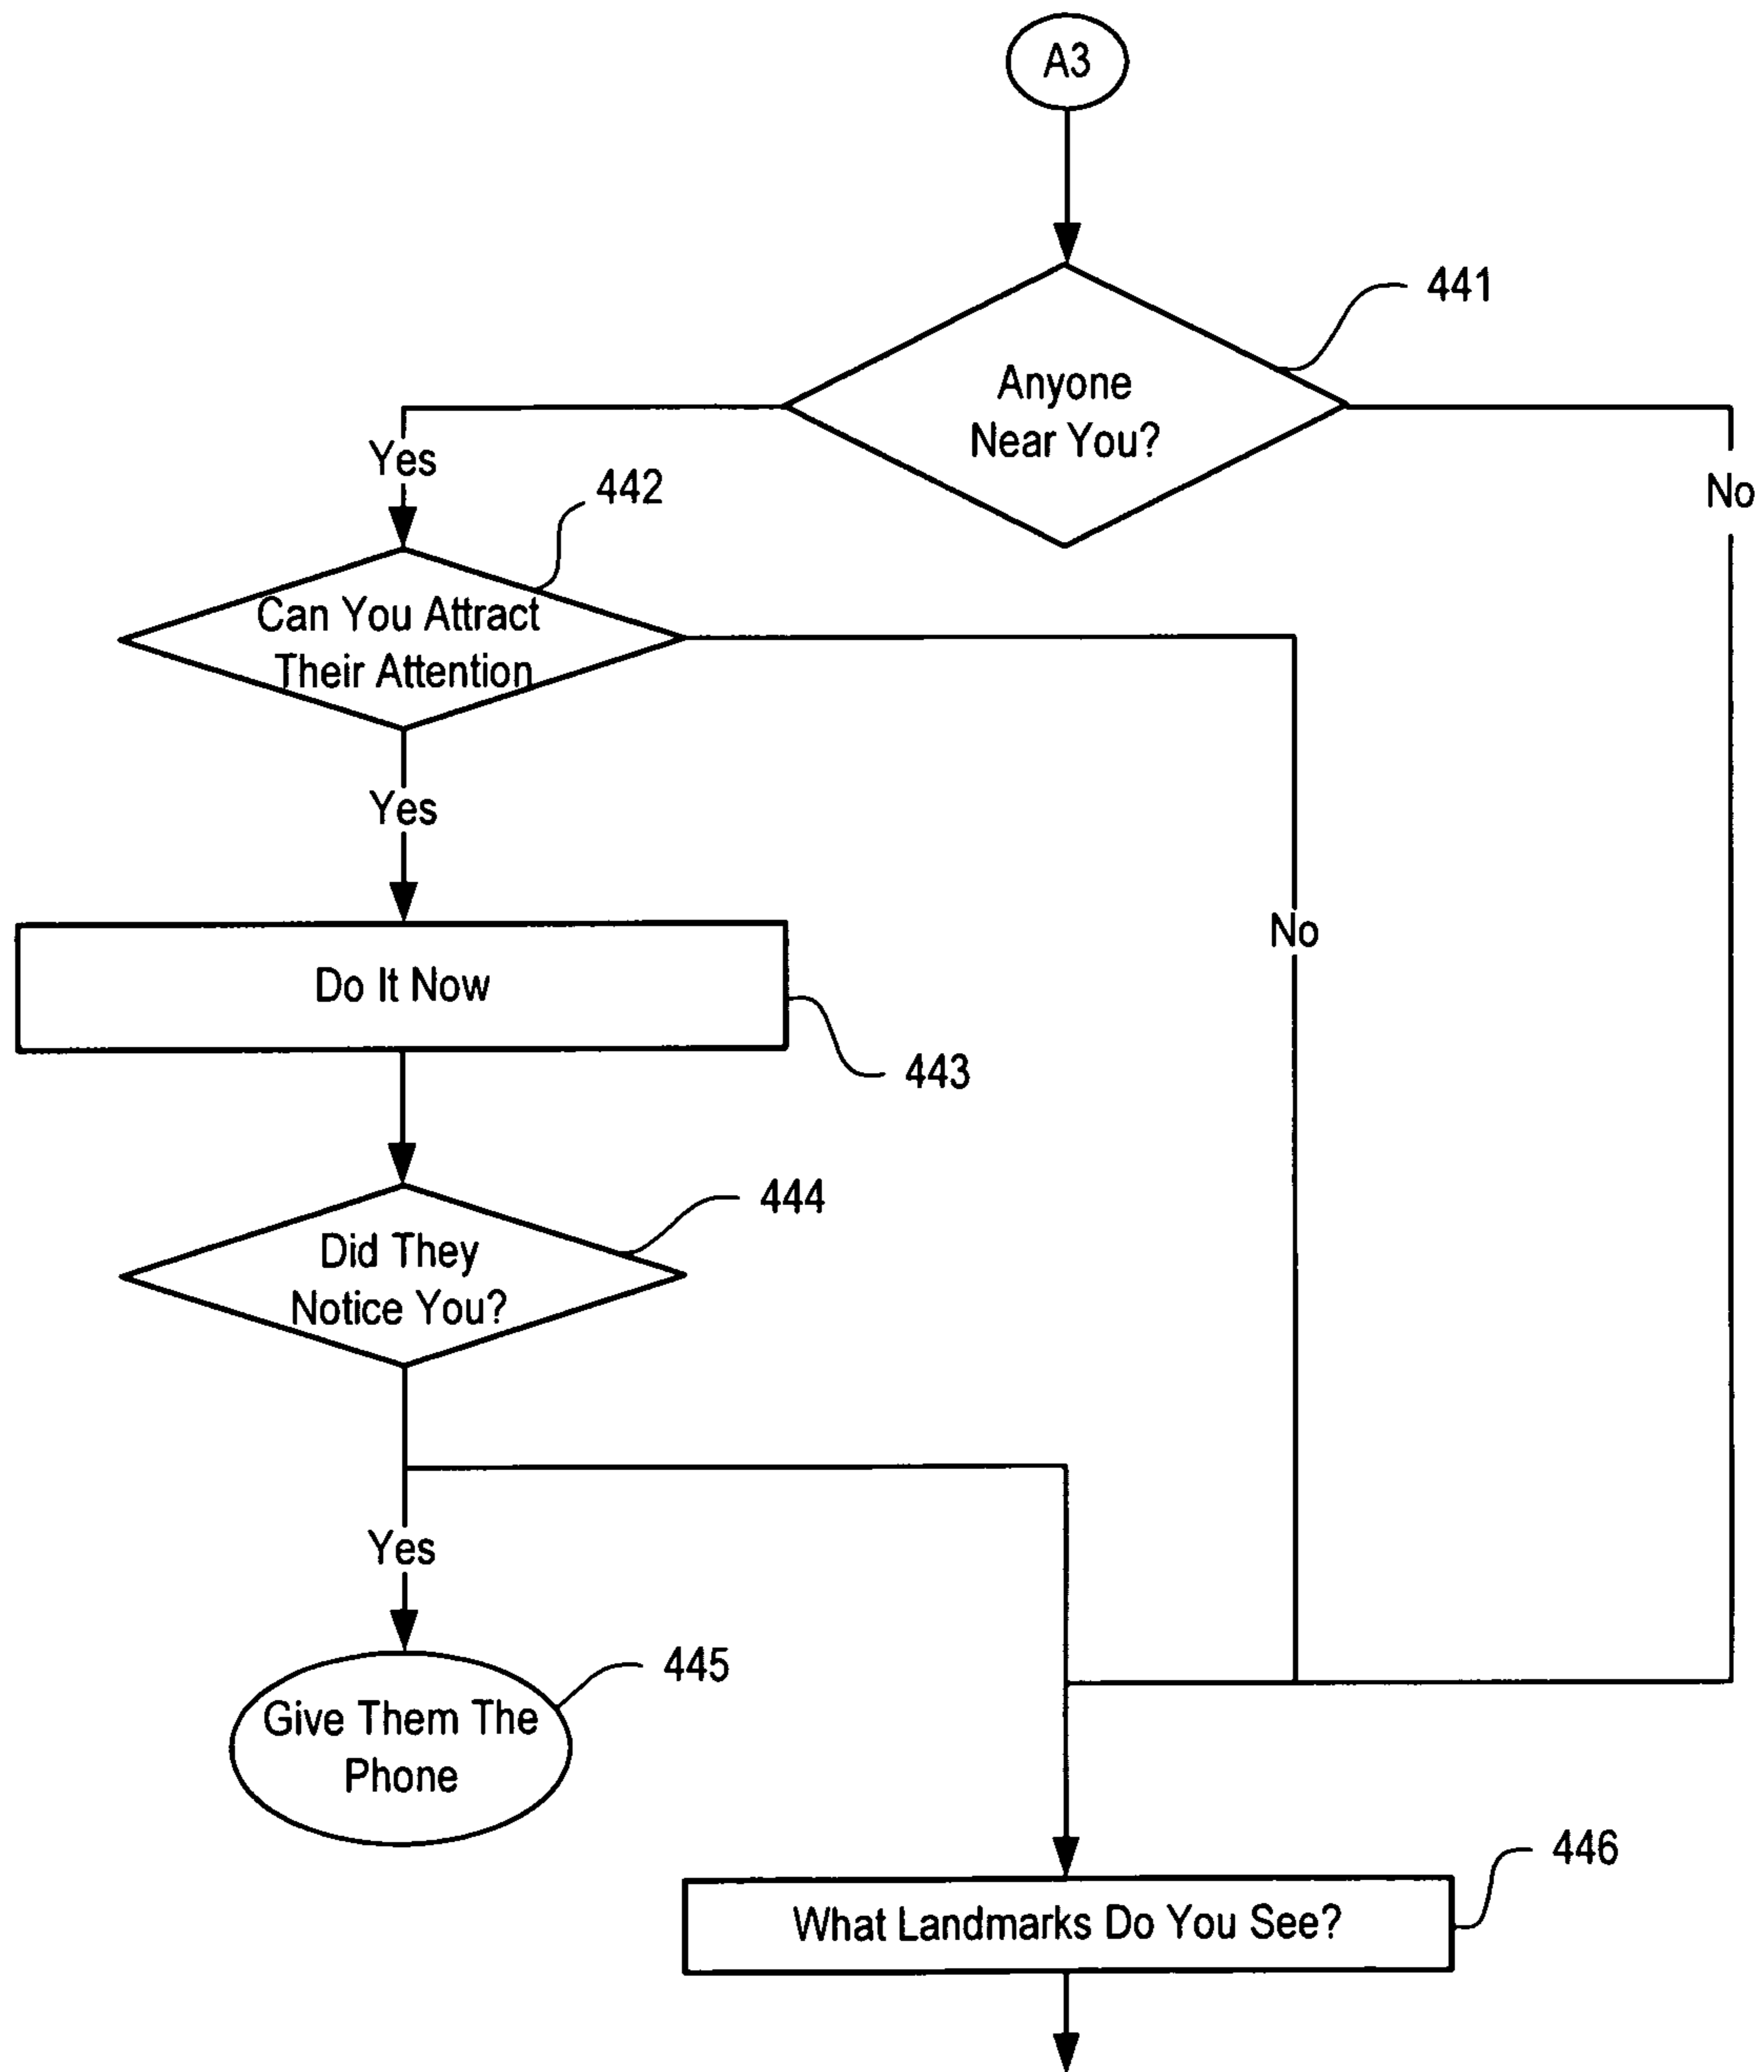 A3
441
Anyone
Near You?
Yes
No
442
Can You Attract
Their Attention
Yes
No
Do It Now
443
444
Did They
Notice You?
Yes
445
Give Them The
Phone
446
What Landmarks Do You See?